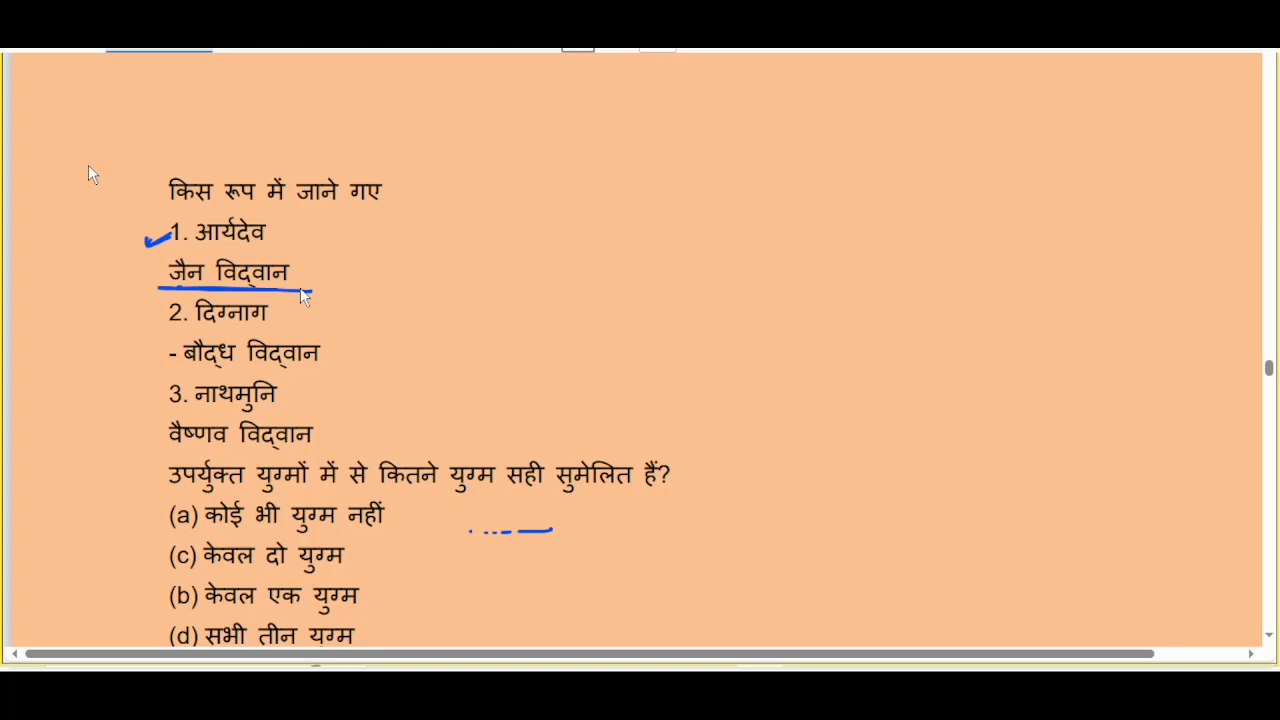 किस रूप में जाने गए
1. आर्यदेव
जैन विद्वान
2. दिग्नाग
- बौद्ध विद्वान
3. नाथमुनि
वैष्णव विद्वान
उपर्युक्त युग्मों में से कितने युग्म सही सुमेलित हैं?
(a) कोई भी युग्म नहीं
(c) केवल दो युग्म
(b) केवल एक युग्म
(d) सभी तीन युग्म